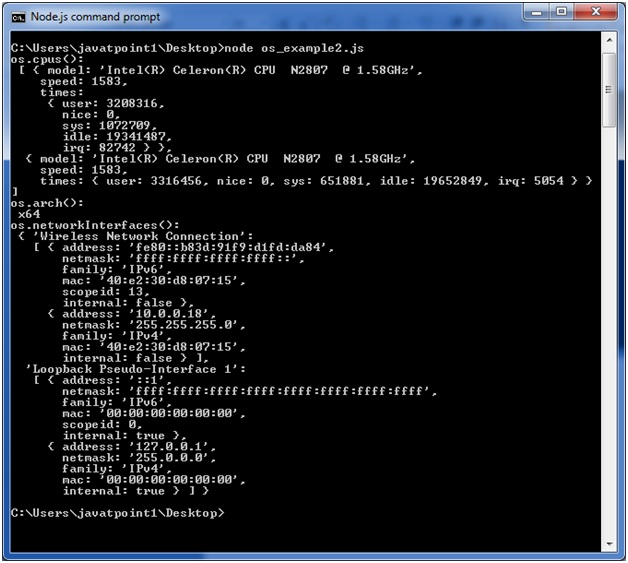 Node.js command prompt
C:\Users\javatpoint1\Desktop>node os_example2.js
os.cpus():
[ { model: 'Intel(R) Celeron(R) CPU  N2807  @ 1.58GHz',
speed: 1583,
times:
{ user: 3208316,
nice: 0,
sys: 1072709,
idle: 19341487,
irq: 82742 } },
{ model: 'Intel(R) Celeron(R) CPU  N2807  @ 1.58GHz',
speed: 1583,
times: { user: 3316456, nice: 0, sys: 651881, idle: 19652849, irq: 5054 } }
]
os.arch():
x64
os.networkInterfaces():
{ 'Wireless Network Connection':
[ { address: 'fe80::b83d:91f9:d1fd:da84',
netmask: 'ffff:ffff:ffff:ffff::',
family: 'IPv6',
mac: '40:e2:30:d8:07:15',
scopeid: 13,
internal: false },
{ address: '10.0.0.18',
netmask: '255.255.255.0',
family: 'IPv4',
mac: '40:e2:30:d8:07:15',
internal: false } ],
'Loopback Pseudo-Interface 1':
[ { address: '::1',
netmask: 'ffff:ffff:ffff:ffff:ffff:ffff:ffff:ffff',
family: 'IPv6',
mac: '00:00:00:00:00:00',
scopeid: 0,
internal: true },
{ address: '127.0.0.1',
netmask: '255.0.0.0',
family: 'IPv4',
mac: '00:00:00:00:00:00',
internal: true } ] }
C:\Users\javatpoint1\Desktop>